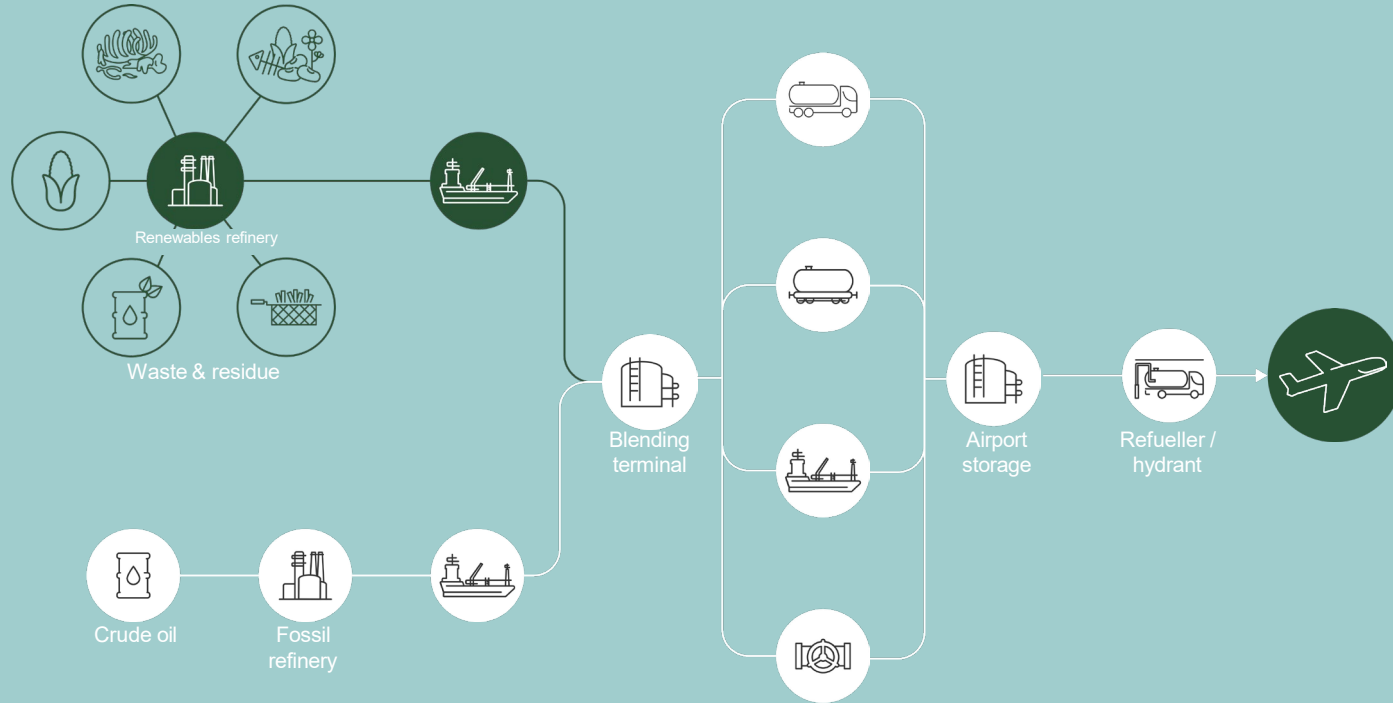 Renewables refinery
Waste & residue
Blending
terminal
Airport
storage
Refueller /
hydrant
Crude oil
Fossil
refinery